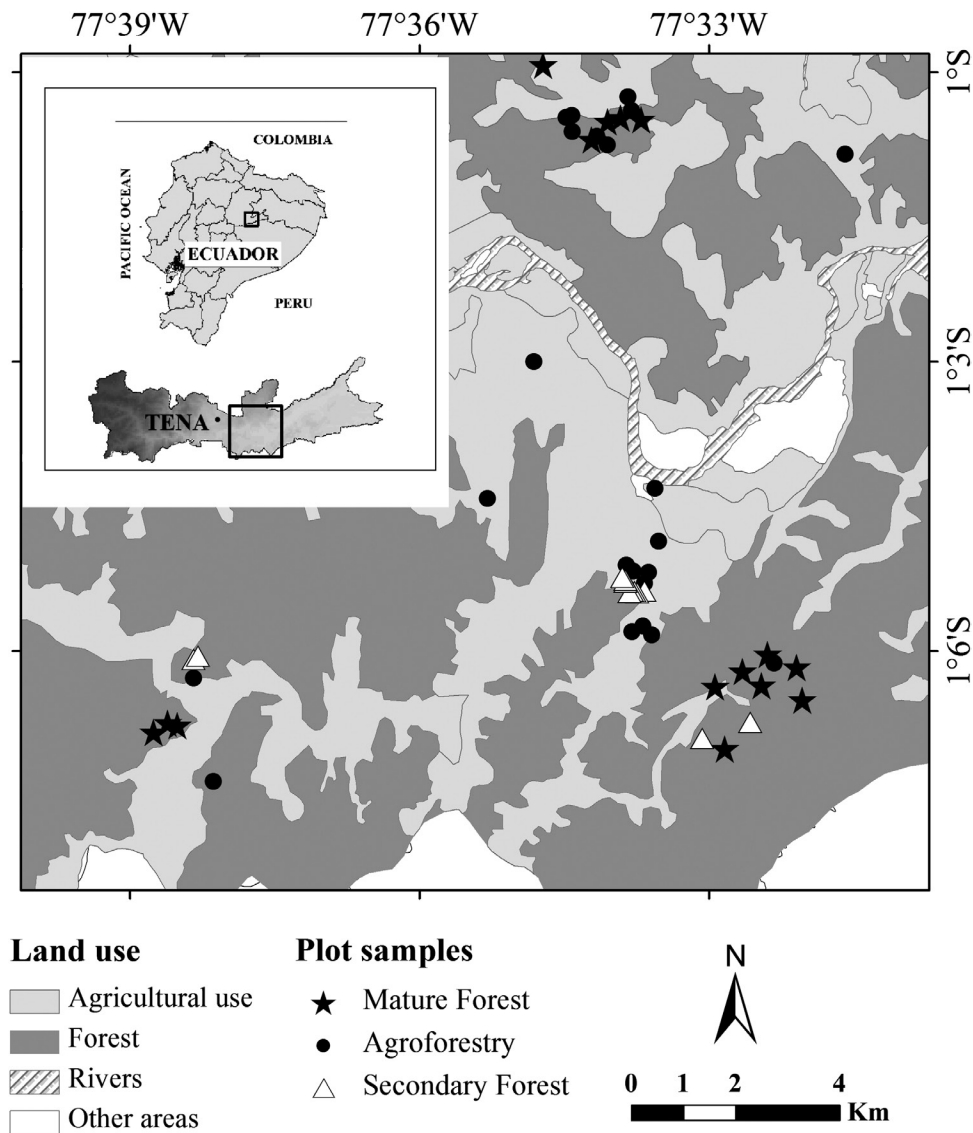 77°39'W 77°36'W 77°33'W
1°S
1°3'S
1°6'S
COLOMBIA
PACIFIC OCEAN
ECUADOR
PERU
TENA
Land use
Agricultural use
Forest
Rivers
Other areas
Plot samples
Mature Forest
Agroforestry
Secondary Forest
N
0 1 2 4
Km